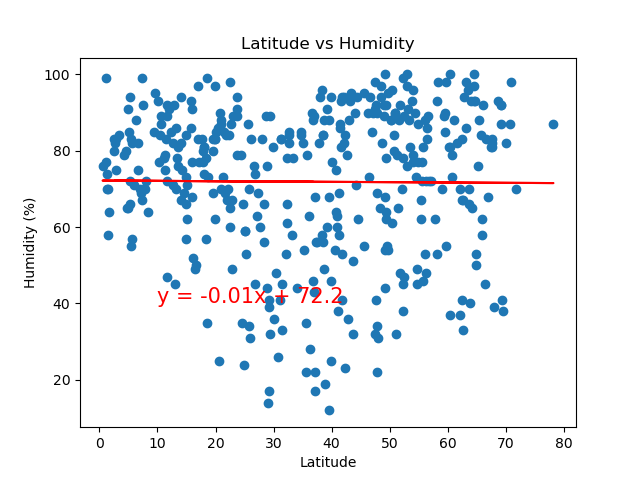 Latitude vs Humidity
100
80
60
40
20
Humidity (%)
y = -0.01x + 72.2
0 10 20 30 40 50 60 70 80
Latitude